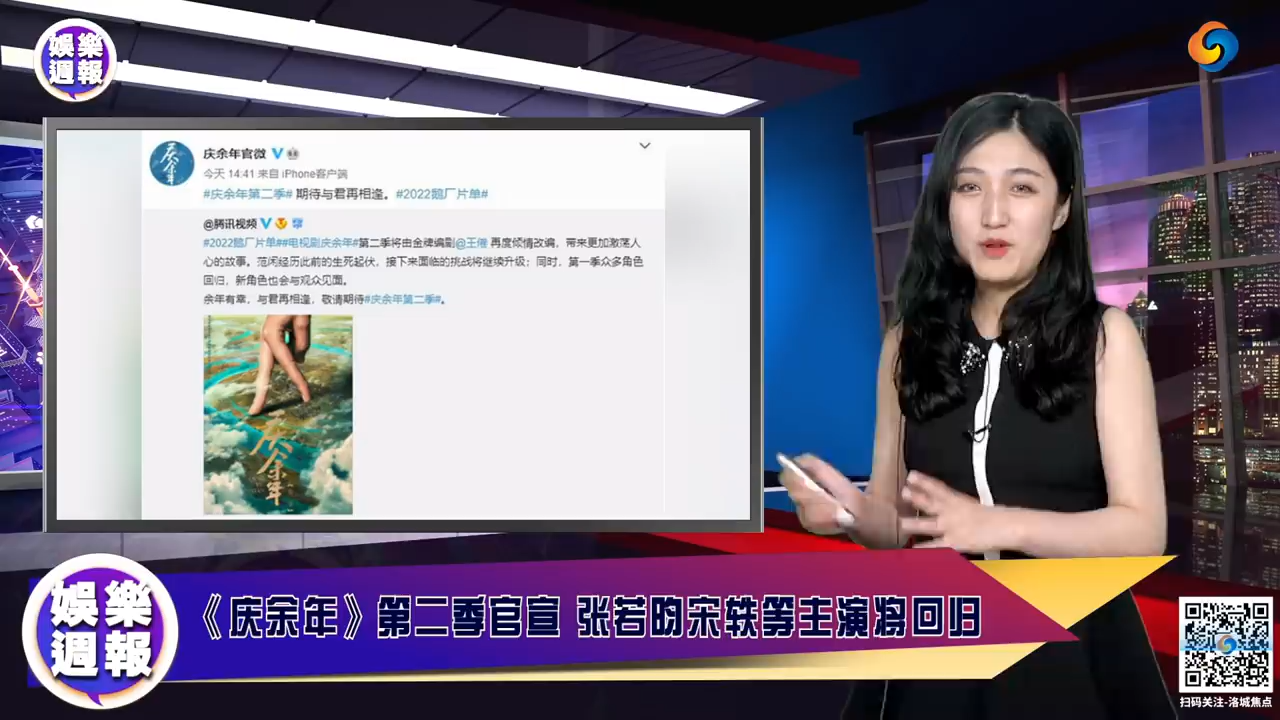 娛樂
週報
庆余年官微
今天 14:41 来自 iPhone客户端
#庆余年第二季# 期待与君再相逢。#2022鹅厂片单#
@腾讯视频
#2022鹅厂片单##电视剧庆余年#第二季将由金牌编剧@王倦 再度倾情改编，带来更加激荡人
心的故事。范闲经历此前的生死起伏，接下来面临的挑战将继续升级；同时，第一季众多角色
回归，新角色也会与观众见面。
余年有幸，与君再相逢，敬请期待#庆余年第二季#。
庆余年
娛樂
週報
《庆余年》第二季官宣 张若昀宋轶等主演将回归
扫码关注-洛城焦点